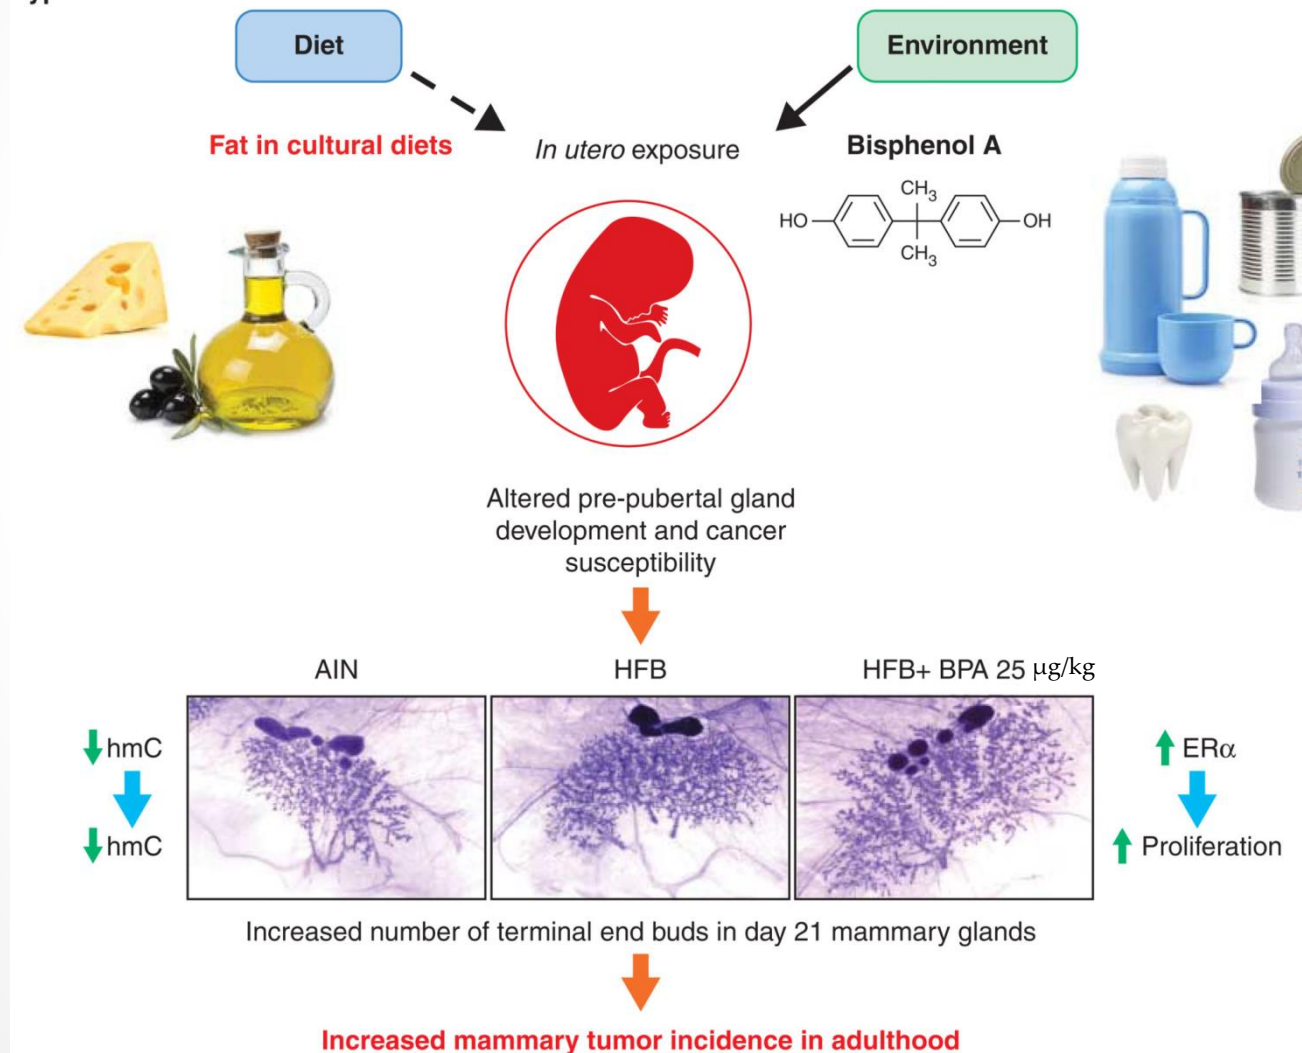 Diet
Environment
Fat in cultural diets
In utero exposure
Bisphenol A
CH3
HO
OH
CH3
Altered pre-pubertal gland
development and cancer
susceptibility
AIN
HFB
HFB+ BPA 25 µg/kg
hmC
hmC
ERα
Proliferation
Increased number of terminal end buds in day 21 mammary glands
Increased mammary tumor incidence in adulthood